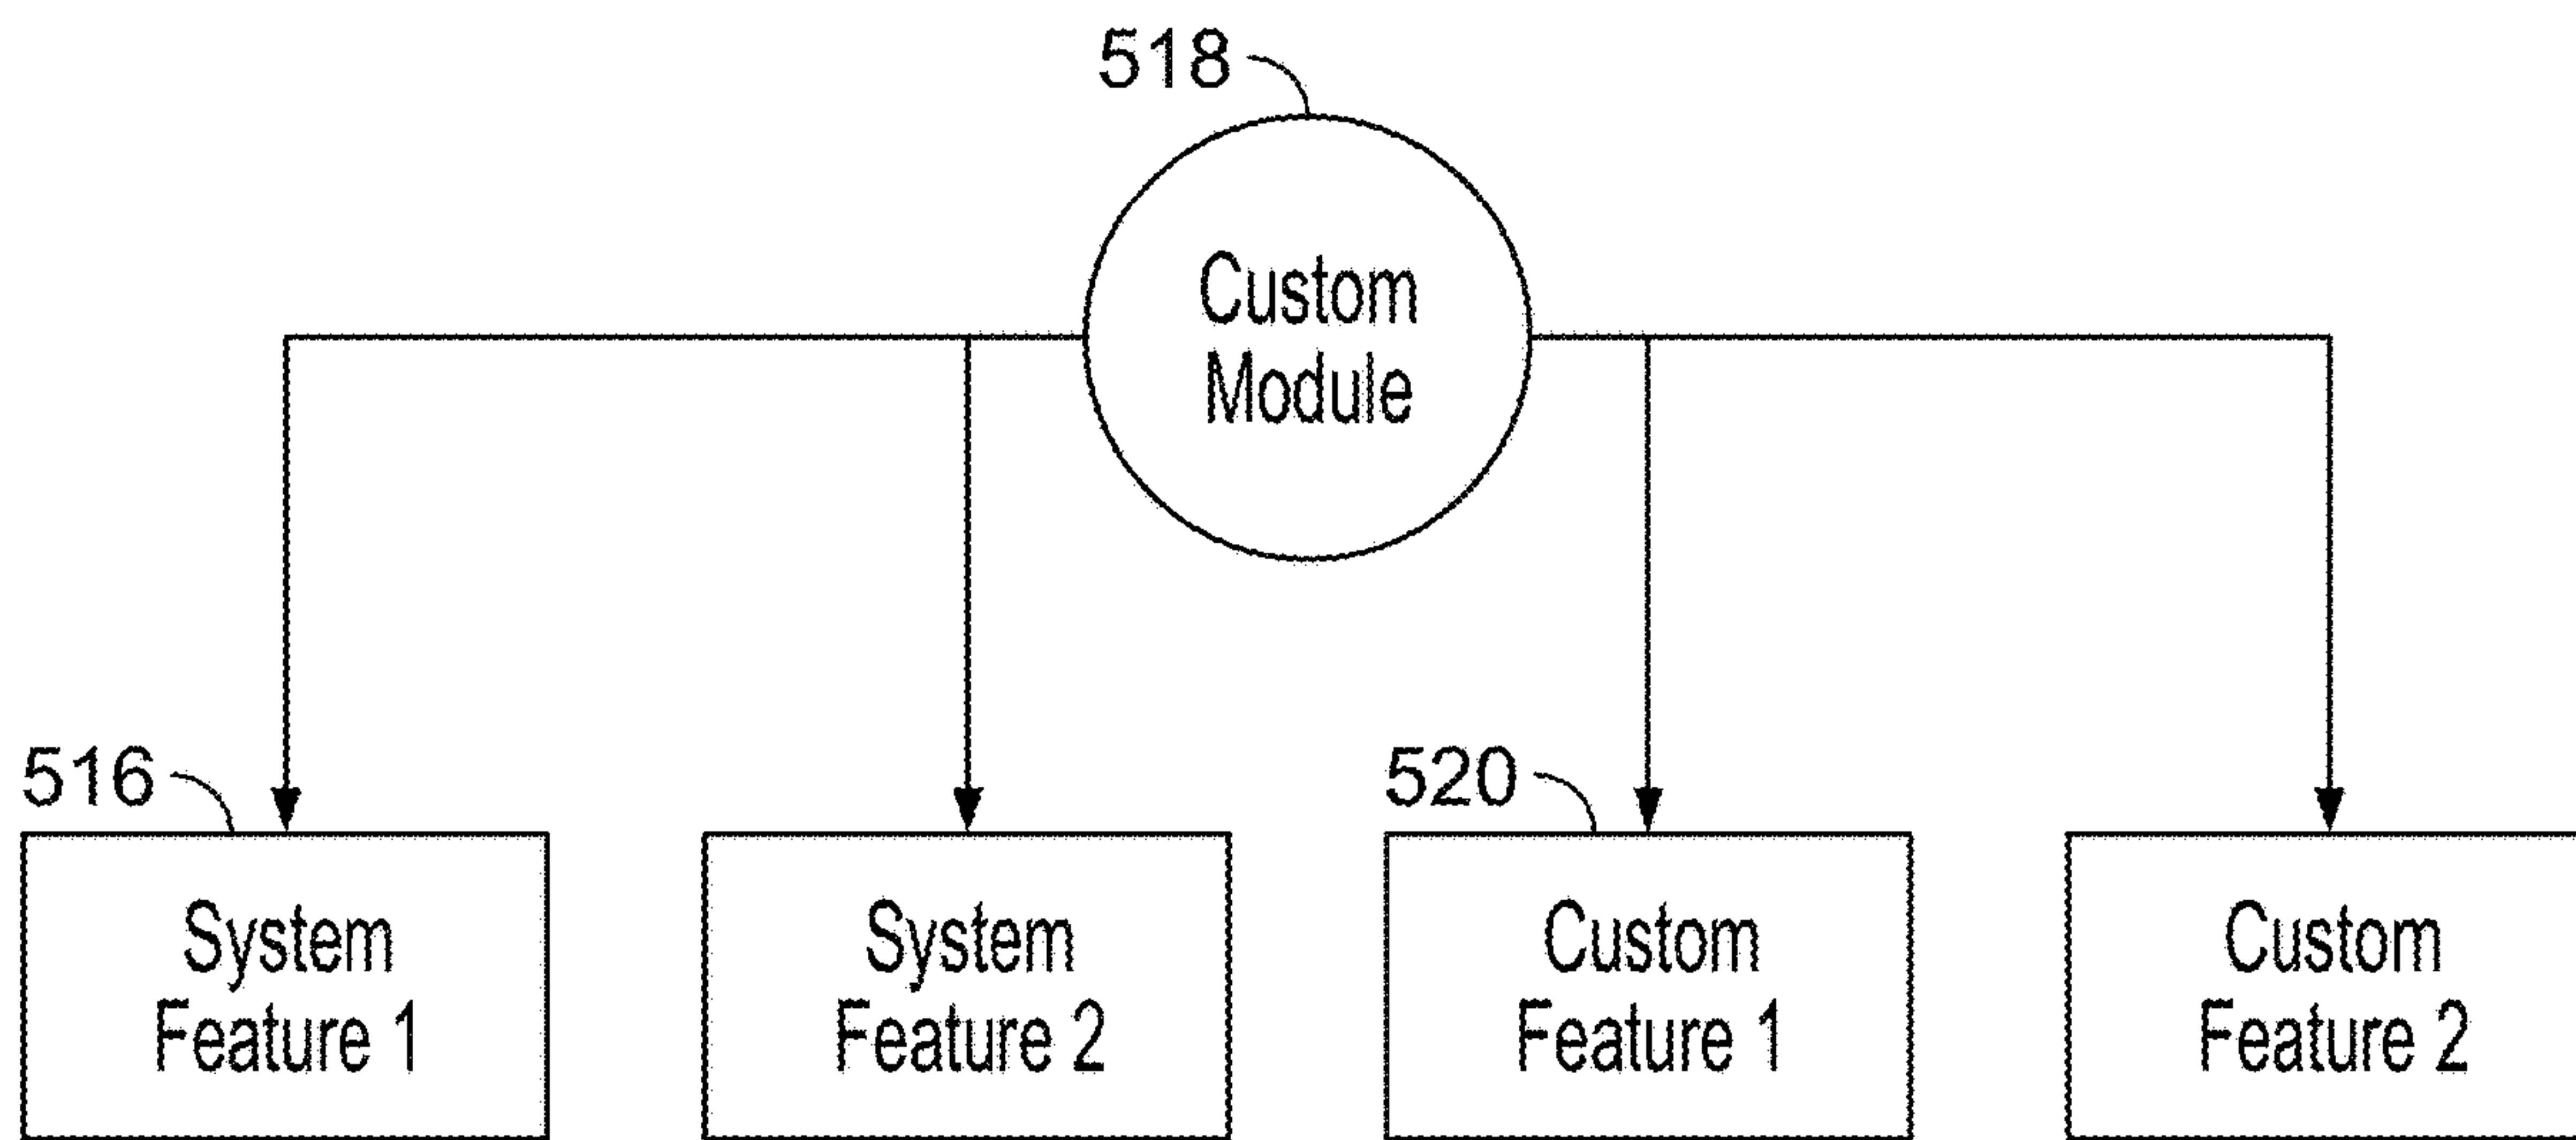 518
Custom
Module
516
520
System
Feature 1
System
Feature 2
Custom
Feature 1
Custom
Feature 2